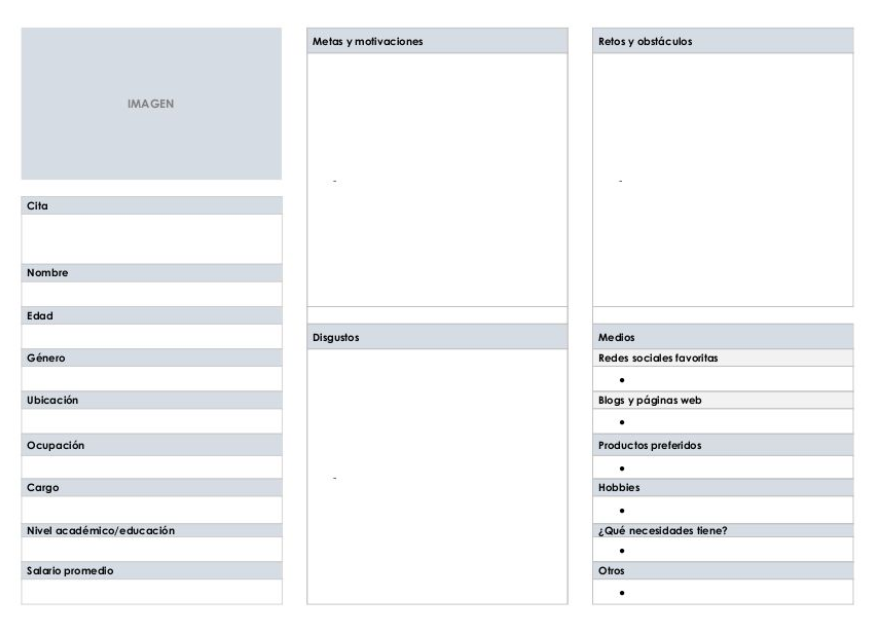 IMAGEN
Cita
Nombre
Edad
Género
Ubicación
Ocupación
Cargo
Nivel académico/educación
Salario promedio
Metas y motivaciones
-
Disgustos
-
Retos y obstáculos
-
Medios
Redes sociales favoritas
•
Blogs y páginas web
•
Productos preferidos
•
Hobbies
•
¿Qué necesidades tiene?
•
Otros
•